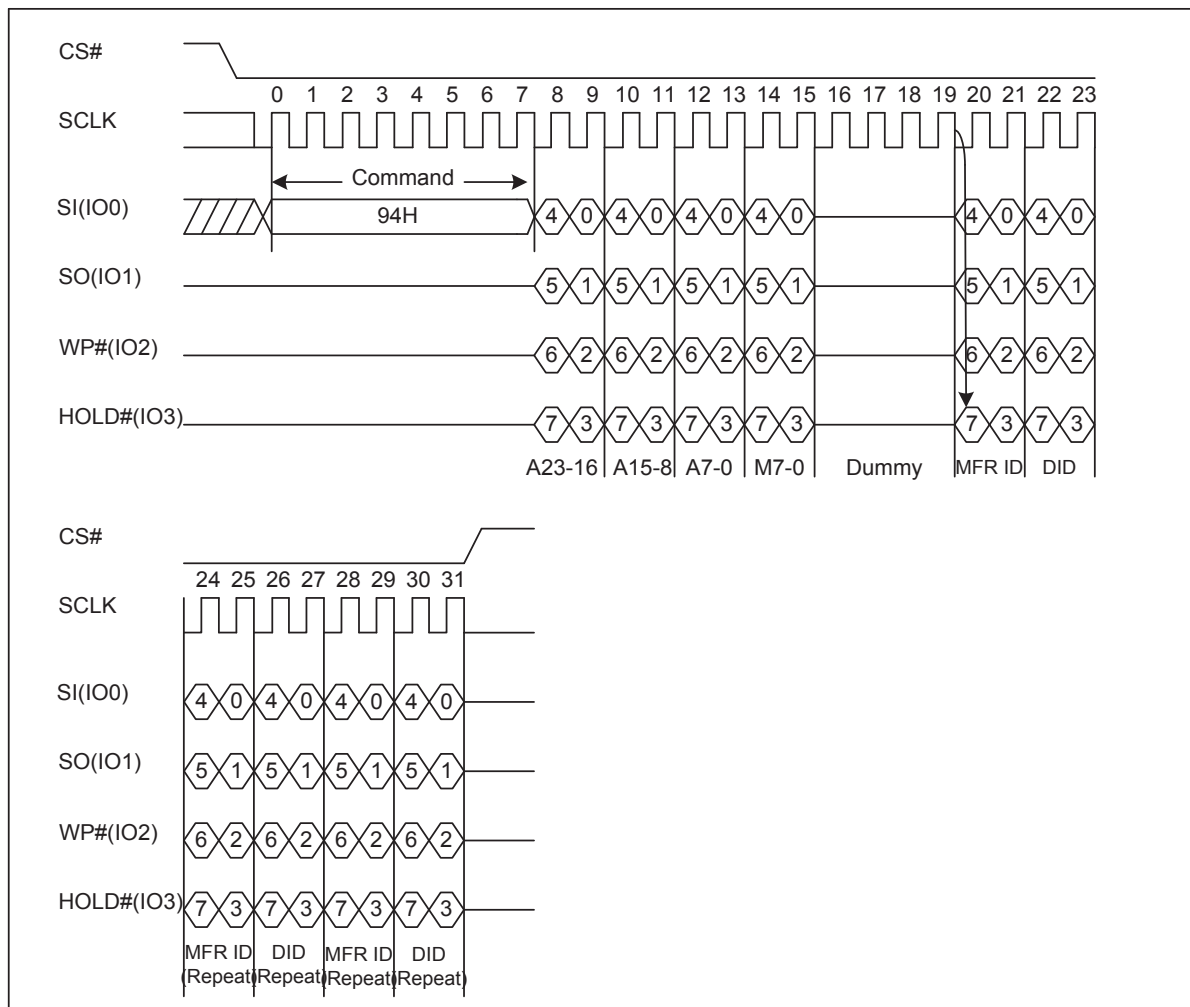 CS#
0 1 2 3 4 5 6 7 8 9 10 11 12 13 14 15 16 17 18 19 20 21 22 23
SCLK
Command
SI(IO0)
94H
4 0 4 0 4 0 4 0 4 0 4 0
SO(IO1)
5 1 5 1 5 1 5 1 5 1 5 1
WP#(IO2)
6 2 6 2 6 2 6 2 6 2 6 2
HOLD#(IO3)
7 3 7 3 7 3 7 3 7 3 7 3
A23-16 A15-8 A7-0 M7-0 Dummy MFR ID DID
CS#
24 25 26 27 28 29 30 31
SCLK
SI(IO0)
4 0 4 0 4 0 4 0
SO(IO1)
5 1 5 1 5 1 5 1
WP#(IO2)
6 2 6 2 6 2 6 2
HOLD#(IO3)
7 3 7 3 7 3 7 3
MFR ID DID MFR ID DID
(Repeat) (Repeat) (Repeat) (Repeat)